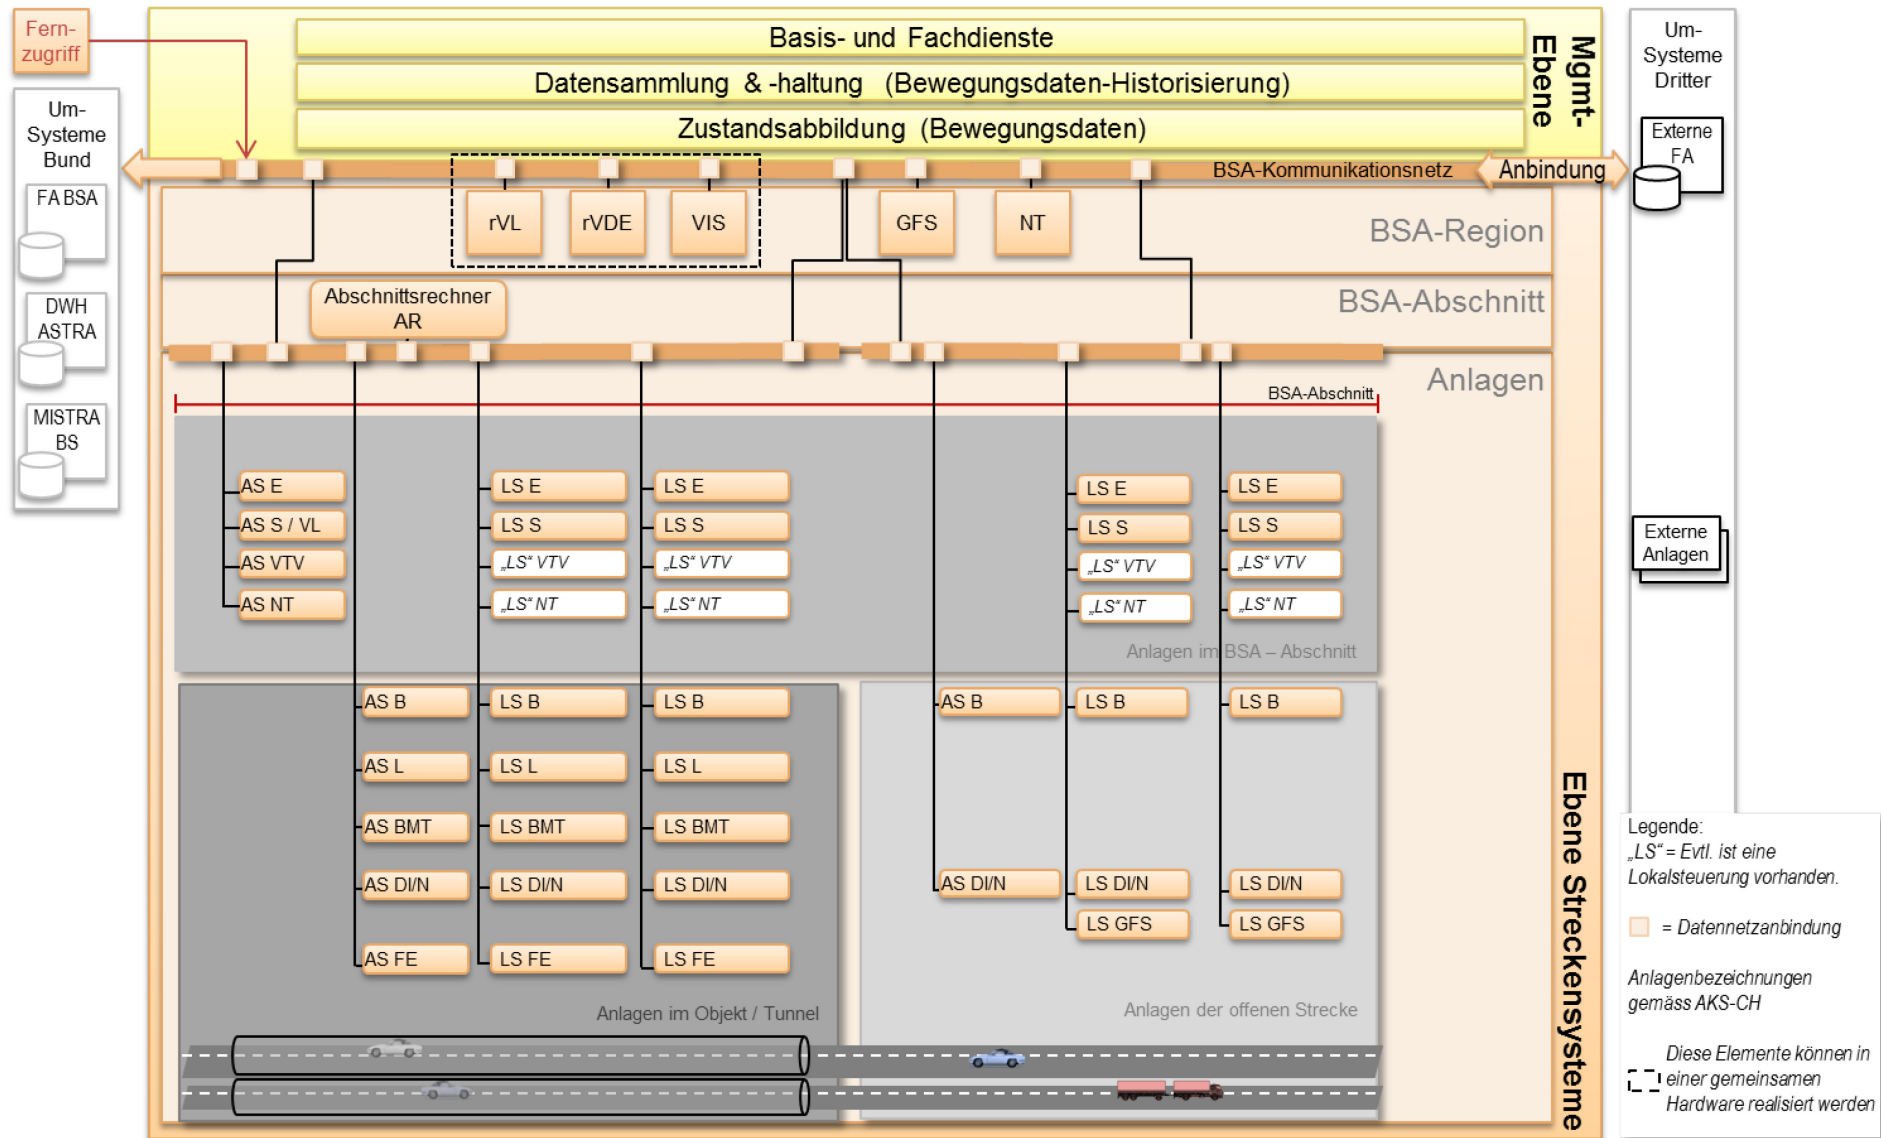 Fern-
zugriff
Um-
Systeme
Bund
FA BSA
DWH
ASTRA
MISTRA
BS
Basis- und Fachdienste
Datensammlung & -haltung (Bewegungsdaten-Historisierung)
Zustandsabbildung (Bewegungsdaten)
Mgmt-
Ebene
BSA-Kommunikationsnetz
Anbindung
Um-
Systeme
Dritter
Externe
FA
Externe
Anlagen
rVL
rVDE
VIS
GFS
NT
BSA-Region
Abschnittsrechner
AR
BSA-Abschnitt
Anlagen
BSA-Abschnitt
AS E
AS S / VL
AS VTV
AS NT
LS E
LS S
„LS“ VTV
„LS“ NT
LS E
LS S
„LS“ VTV
„LS“ NT
LS E
LS S
„LS“ VTV
„LS“ NT
LS E
LS S
„LS“ VTV
„LS“ NT
Anlagen im BSA – Abschnitt
AS B
AS L
AS BMT
AS DI/N
AS FE
LS B
LS L
LS BMT
LS DI/N
LS FE
LS B
LS L
LS BMT
LS DI/N
LS FE
Anlagen im Objekt / Tunnel
AS B
AS DI/N
LS B
LS DI/N
LS GFS
LS B
LS DI/N
LS GFS
Anlagen der offenen Strecke
Ebene Streckensysteme
Legende:
„LS“ = Evtl. ist eine
Lokalsteuerung vorhanden.
= Datennetzanbindung
Anlagenbezeichnungen
gemäss AKS-CH
Diese Elemente können in
einer gemeinsamen
Hardware realisiert werden